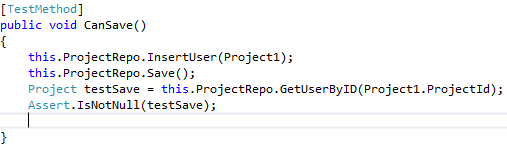 [TestMethod]
public void CanSave()
{
this.ProjectRepo.InsertUser(Project1);
this.ProjectRepo.Save();
Project testSave = this.ProjectRepo.GetUserByID(Project1.ProjectId);
Assert.IsNotNull(testSave);
}